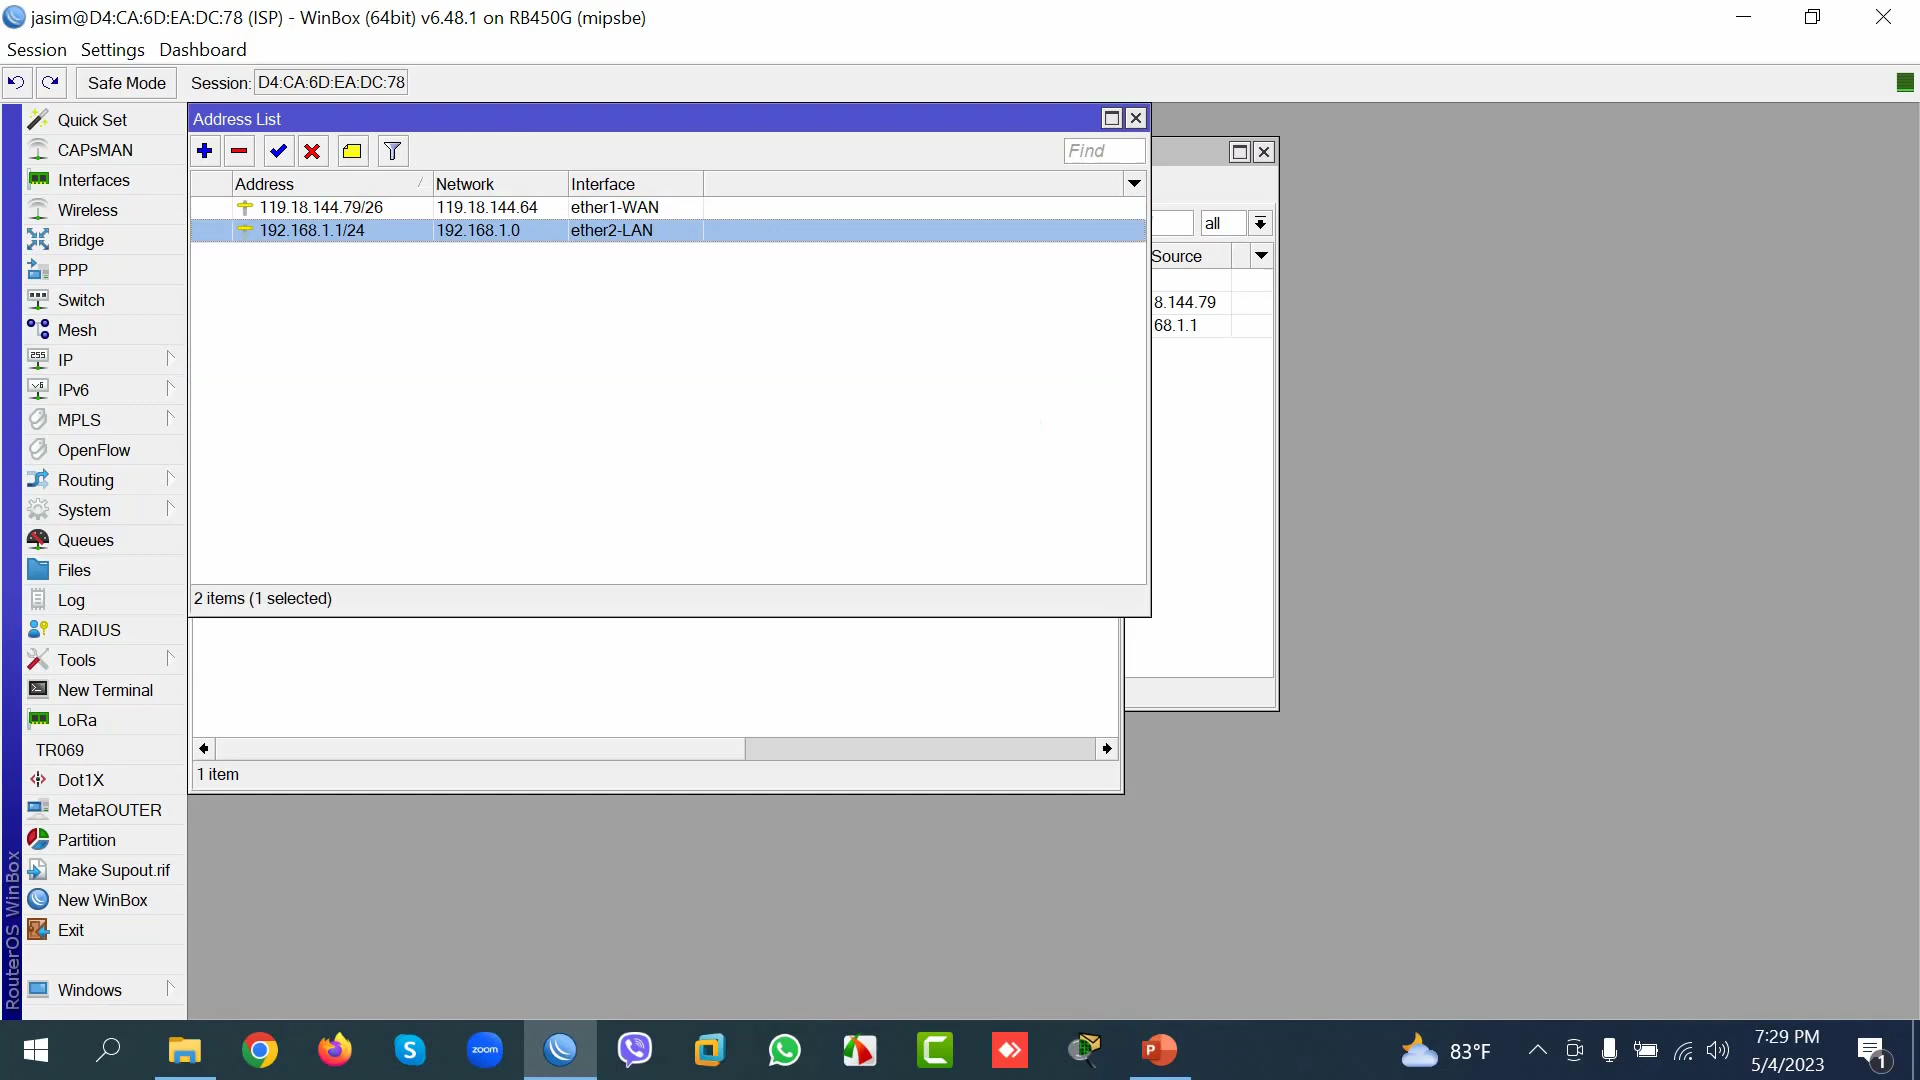 jasim@D4:CA:6D:EA:DC:78 (ISP) - WinBox (64bit) v6.48.1 on RB450G (mipsbe)
Session Settings Dashboard
Safe Mode Session: D4:CA:6D:EA:DC:78
Quick Set
CAPsMAN
Interfaces
Wireless
Bridge
PPP
Switch
Mesh
IP
IPv6
MPLS
OpenFlow
Routing
System
Queues
Files
Log
RADIUS
Tools
New Terminal
LoRa
TR069
Dot1X
MetaROUTER
Partition
Make Supout.rif
New WinBox
Exit
Windows
RouterOS WinBox
Address List
Find
Address Network Interface
119.18.144.79/26 119.18.144.64 ether1-WAN
192.168.1.1/24 192.168.1.0 ether2-LAN
2 items (1 selected)
all
Source
8.144.79
68.1.1
1 item
255
v6
zoom
83°F
7:29 PM
5/4/2023
1